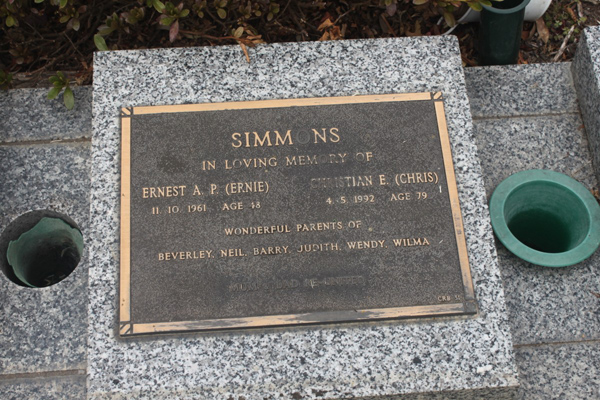 SIMMONS
IN LOVING MEMORY OF
ERNEST A. P. (ERNIE) CHRISTIAN E. (CHRIS)
11. 10. 1961 AGE 48 4. 5. 1992 AGE 79
WONDERFUL PARENTS OF
BEVERLEY, NEIL, BARRY, JUDITH, WENDY, WILMA